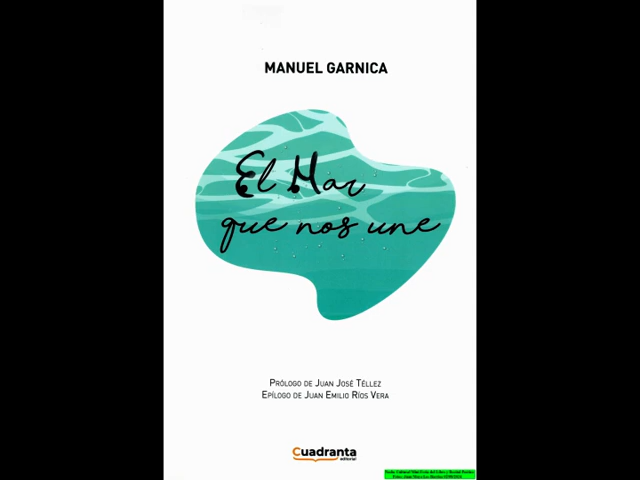 MANUEL GARNICA
El Mar
que nos une
PRÓLOGO DE JUAN JOSÉ TÉLLEZ
EPÍLOGO DE JUAN EMILIO RÍOS VERA
Cuadranta
editorial